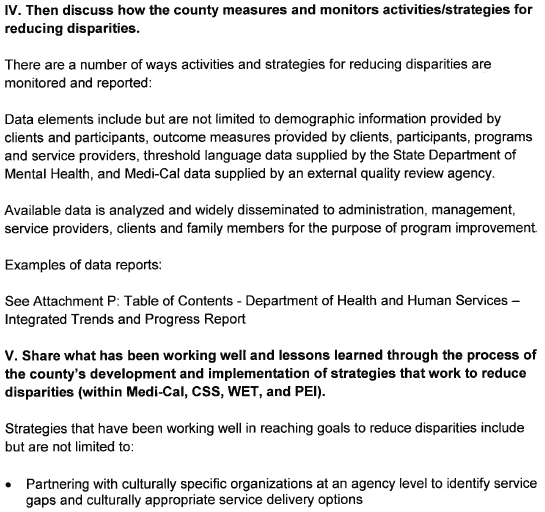 IV. Then discuss how the county measures and monitors activities/strategies for
reducing disparities.
There are a number of ways activities and strategies for reducing disparities are
monitored and reported:
Data elements include but are not limited to demographic information provided by
clients and participants, outcome measures provided by clients, participants, programs
and service providers, threshold language data supplied by the State Department of
Mental Health, and Medi-Cal data supplied by an external quality review agency.
Available data is analyzed and widely disseminated to administration, management,
service providers, clients and family members for the purpose of program improvement.
Examples of data reports:
See Attachment P: Table of Contents - Department of Health and Human Services –
Integrated Trends and Progress Report
V. Share what has been working well and lessons learned through the process of
the county's development and implementation of strategies that work to reduce
disparities (within Medi-Cal, CSS, WET, and PEI).
Strategies that have been working well in reaching goals to reduce disparities include
but are not limited to:
• Partnering with culturally specific organizations at an agency level to identify service
gaps and culturally appropriate service delivery options